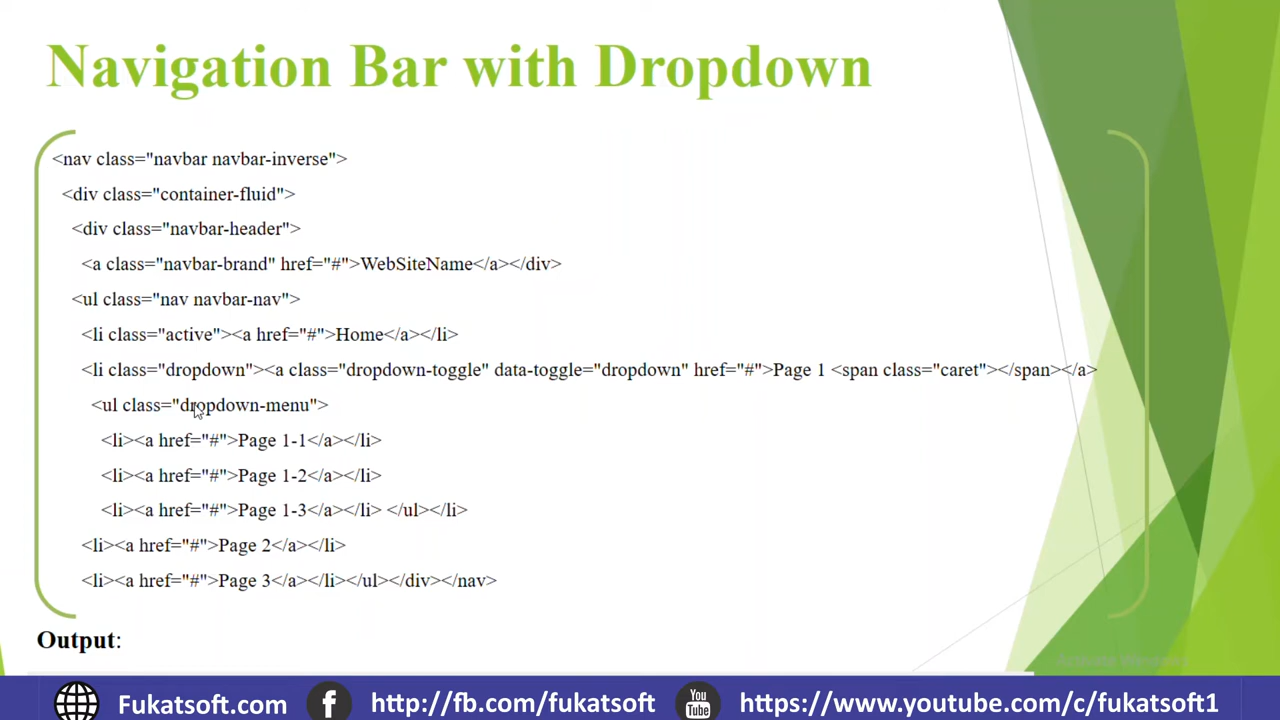 Navigation Bar with Dropdown
<nav class="navbar navbar-inverse">
<div class="container-fluid">
<div class="navbar-header">
<a class="navbar-brand" href="#">WebSiteName</a></div>
<ul class="nav navbar-nav">
<li class="active"><a href="#">Home</a></li>
<li class="dropdown"><a class="dropdown-toggle" data-toggle="dropdown" href="#">Page 1 <span class="caret"></span></a>
<ul class="dropdown-menu">
<li><a href="#">Page 1-1</a></li>
<li><a href="#">Page 1-2</a></li>
<li><a href="#">Page 1-3</a></li> </ul></li>
<li><a href="#">Page 2</a></li>
<li><a href="#">Page 3</a></li></ul></div></nav>
Output:
Activate Windows
Fukatsoft.com f http://fb.com/fukatsoft You Tube https://www.youtube.com/c/fukatsoft1